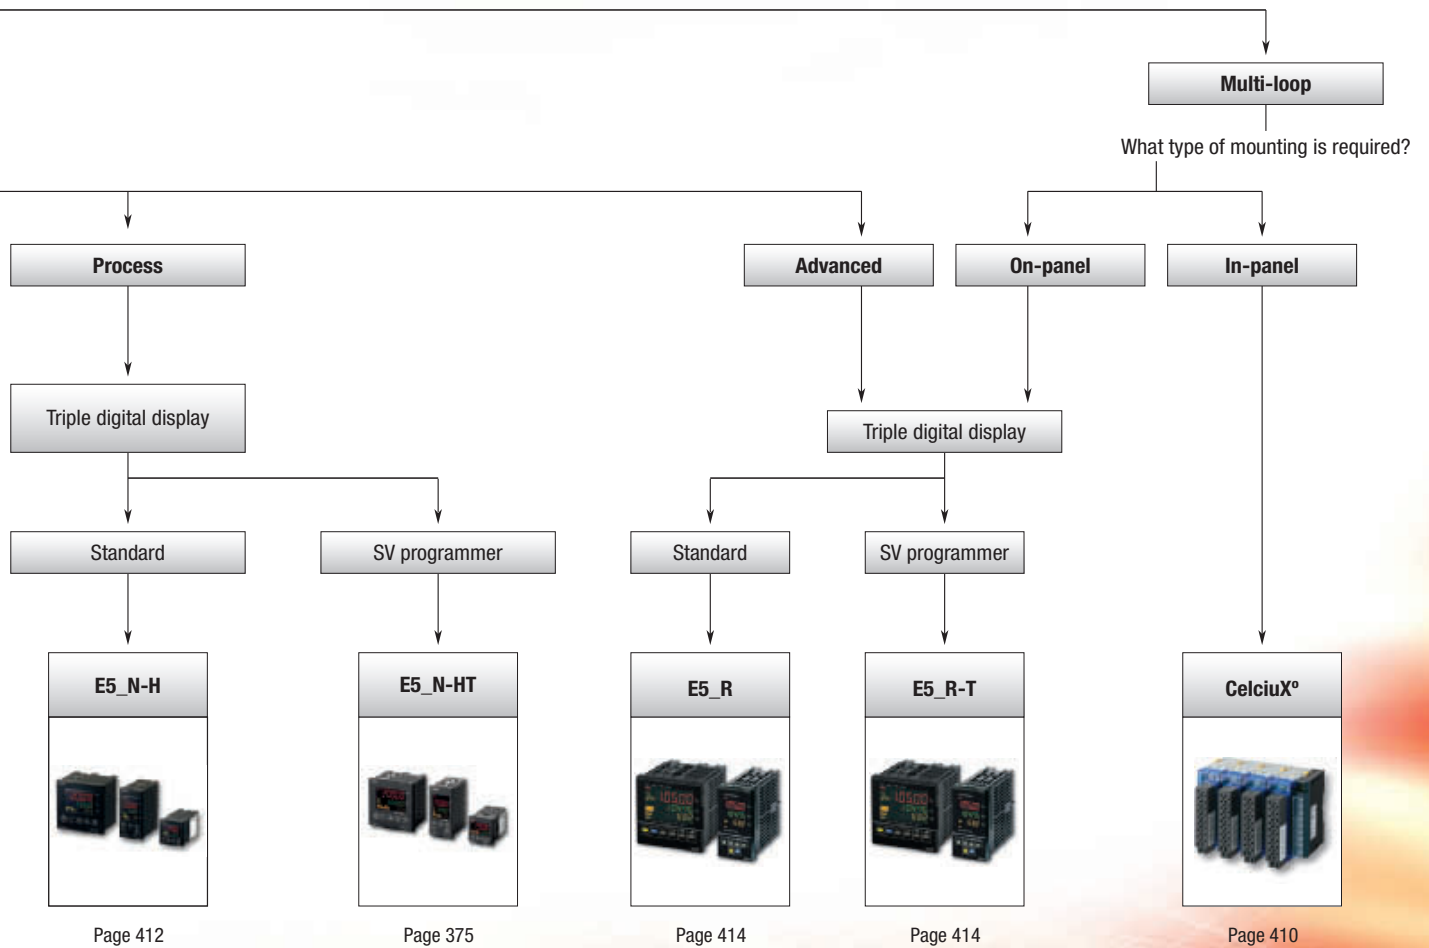 Multi-loop
What type of mounting is required?
Process
Advanced
On-panel
In-panel
Triple digital display
Triple digital display
Standard
SV programmer
Standard
SV programmer
E5_N-H
E5_N-HT
E5_R
E5_R-T
CelciuXº
Page 412
Page 375
Page 414
Page 414
Page 410